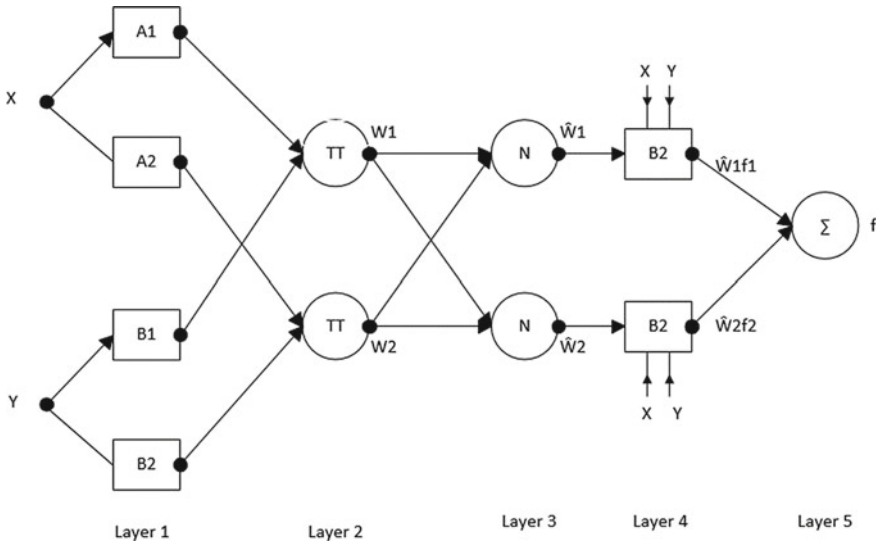 A1
X
A2
B1
Y
B2
TT
W1
TT
W2
N
Ŵ1
N
Ŵ2
X Y
B2
Ŵ1f1
B2
Ŵ2f2
X Y
∑
f
Layer 1
Layer 2
Layer 3
Layer 4
Layer 5